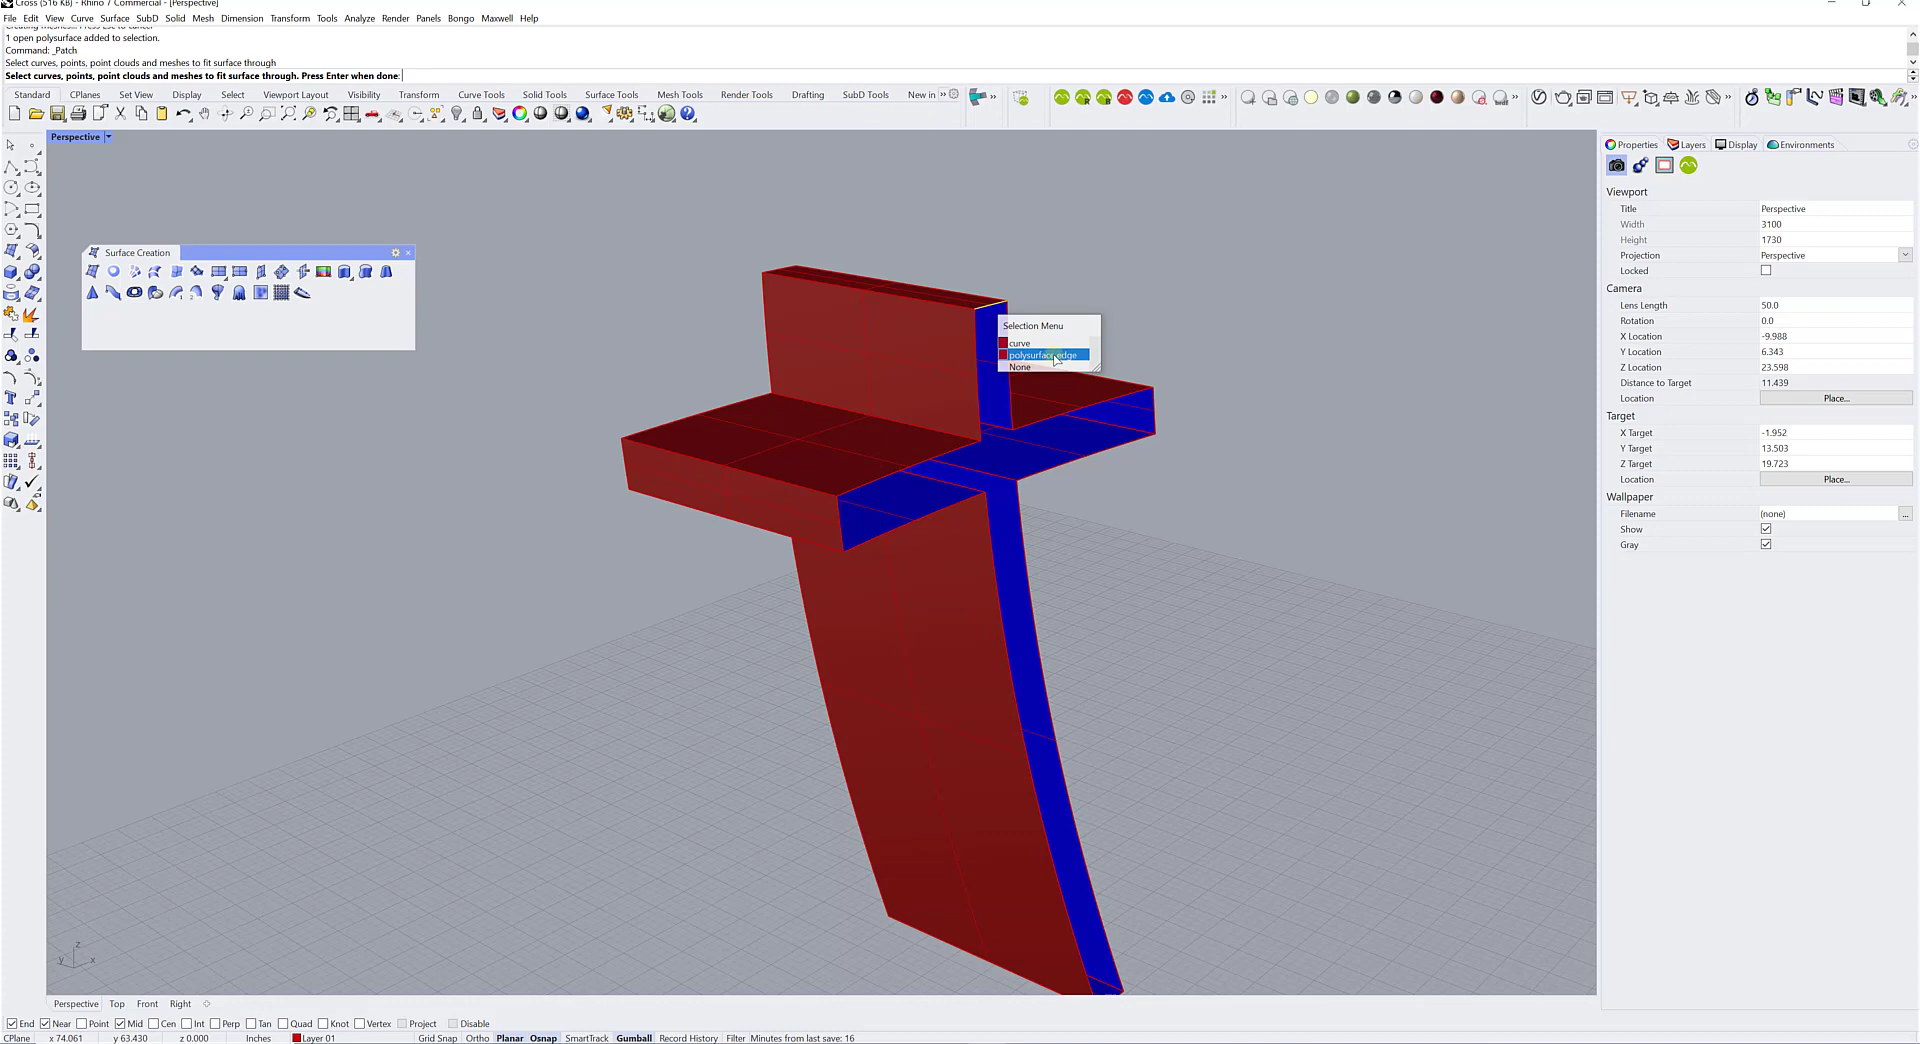 Cross (516 KB) - Rhino 7 Commercial - [Perspective]
File Edit View Curve Surface SubD Solid Mesh Dimension Transform Tools Analyze Render Panels Bongo Maxwell Help
Creating meshes... Press Esc to cancel
1 open polysurface added to selection.
Command: _Patch
Select curves, points, point clouds and meshes to fit surface through
Select curves, points, point clouds and meshes to fit surface through. Press Enter when done:
Standard CPlanes Set View Display Select Viewport Layout Visibility Transform Curve Tools Solid Tools Surface Tools Mesh Tools Render Tools Drafting SubD Tools New in
Perspective
Properties Layers Display Environments
Surface Creation
Viewport
Title Perspective
Width 3100
Height 1730
Projection Perspective
Locked
Camera
Lens Length 50.0
Rotation 0.0
X Location -9.988
Y Location 6.343
Z Location 23.598
Distance to Target 11.439
Location Place...
Target
X Target -1.952
Y Target 13.503
Z Target 19.723
Location Place...
Wallpaper
Filename (none) ...
Show
Gray
Selection Menu
curve
polysurface edge
None
z
y x
Perspective Top Front Right
End Near Point Mid Cen Int Perp Tan Quad Knot Vertex Project Disable
CPlane x 74.061 y 63.430 z 0.000 Inches Layer 01 Grid Snap Ortho Planar Osnap SmartTrack Gumball Record History Filter Minutes from last save: 16